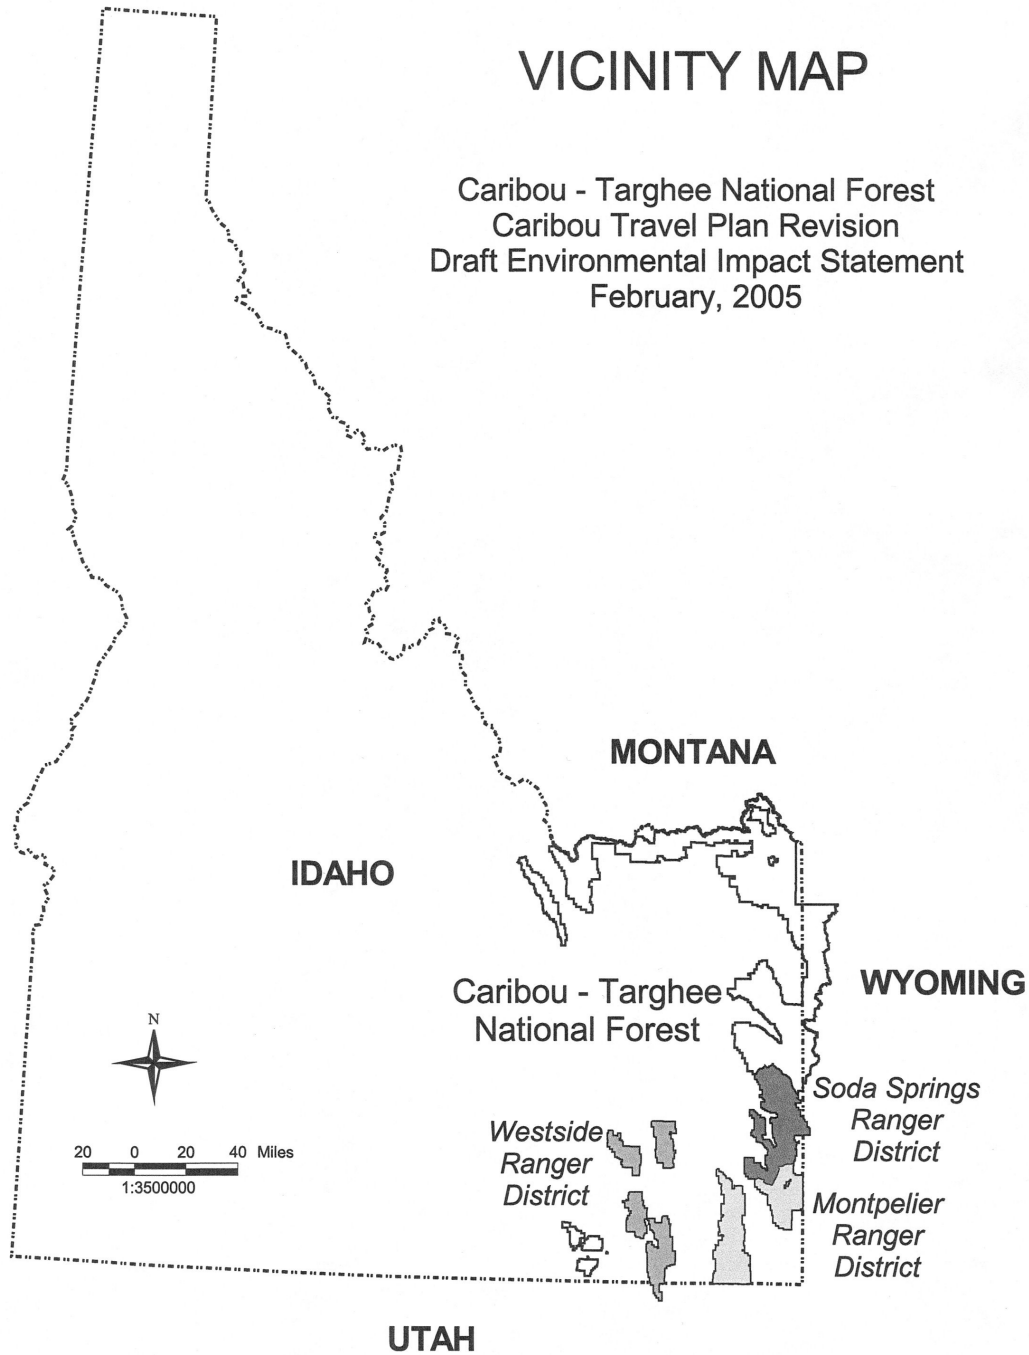 VICINITY MAP
Caribou - Targhee National Forest
Caribou Travel Plan Revision
Draft Environmental Impact Statement
February, 2005
MONTANA
IDAHO
WYOMING
Caribou - Targhee
National Forest
N
Soda Springs
Ranger
District
Westside
Ranger
District
20 0 20 40 Miles
1:3500000
Montpelier
Ranger
District
UTAH